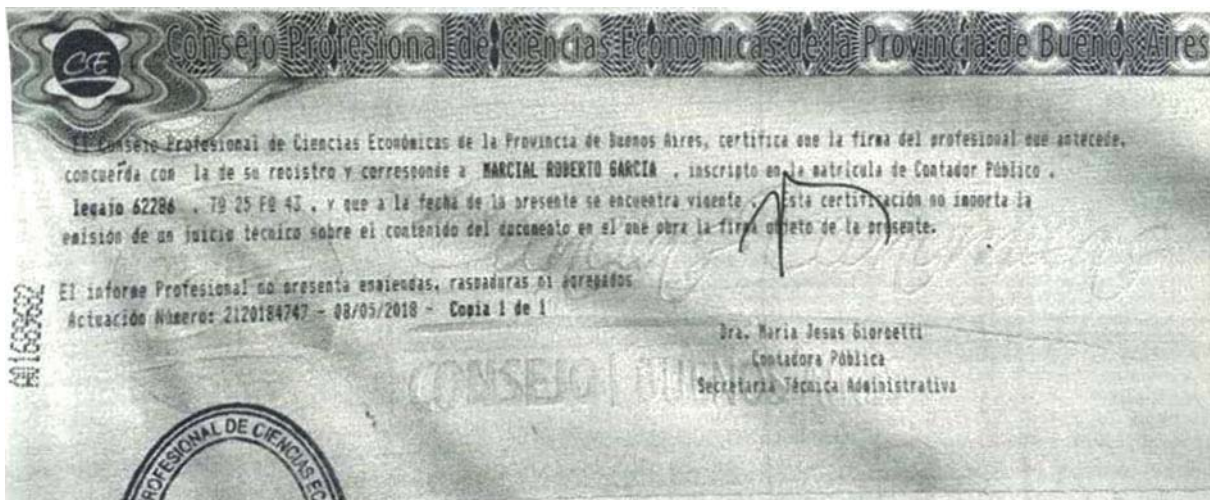 CE
Consejo Profesional de Ciencias Económicas de la Provincia de Buenos Aires
El Consejo Profesional de Ciencias Económicas de la Provincia de Buenos Aires, certifica que la firma del profesional que antecede,
concuerda con la de su registro y corresponde a MARCIAL ROBERTO GARCIA , inscripto en la matrícula de Contador Público ,
legajo 62286 , Tº 25 Fº 43 , y que a la fecha de la presente se encuentra vigente . Esta certificación no importa la
emisión de un juicio técnico sobre el contenido del documento en el que obra la firma objeto de la presente.
El informe Profesional no presenta enmiendas, raspaduras ni agregados
Actuación Número: 2120184747 - 08/05/2018 - Copia 1 de 1
Dra. Maria Jesus Giorgetti
Contadora Pública
Secretaria Técnica Administrativa
CONSEJO
PROFESIONAL DE CIENCIAS EC